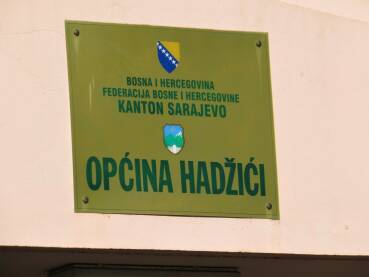 BOSNA I HERCEGOVINA
FEDERACIJA BOSNE I HERCEGOVINE
KANTON SARAJEVO
OPĆINA HADŽIĆI